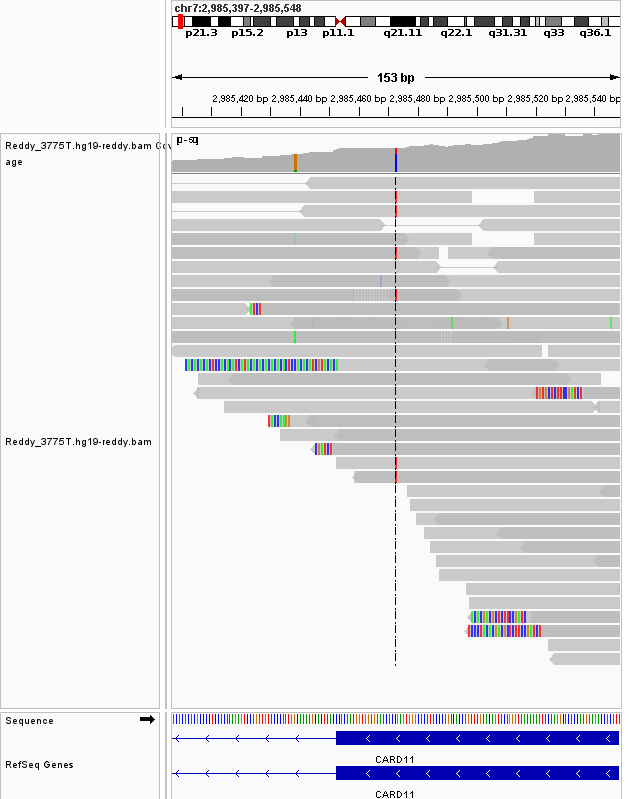 chr7:2,985,397-2,985,548
p21.3 p15.2 p13 p11.1 q21.11 q22.1 q31.31 q33 q36.1
153 bp
2,985,420 bp 2,985,440 bp 2,985,460 bp 2,985,480 bp 2,985,500 bp 2,985,520 bp 2,985,540 bp
Reddy_3775T.hg19-reddy.bam Cov
age
Reddy_3775T.hg19-reddy.bam
Sequence
RefSeq Genes
CARD11
CARD11